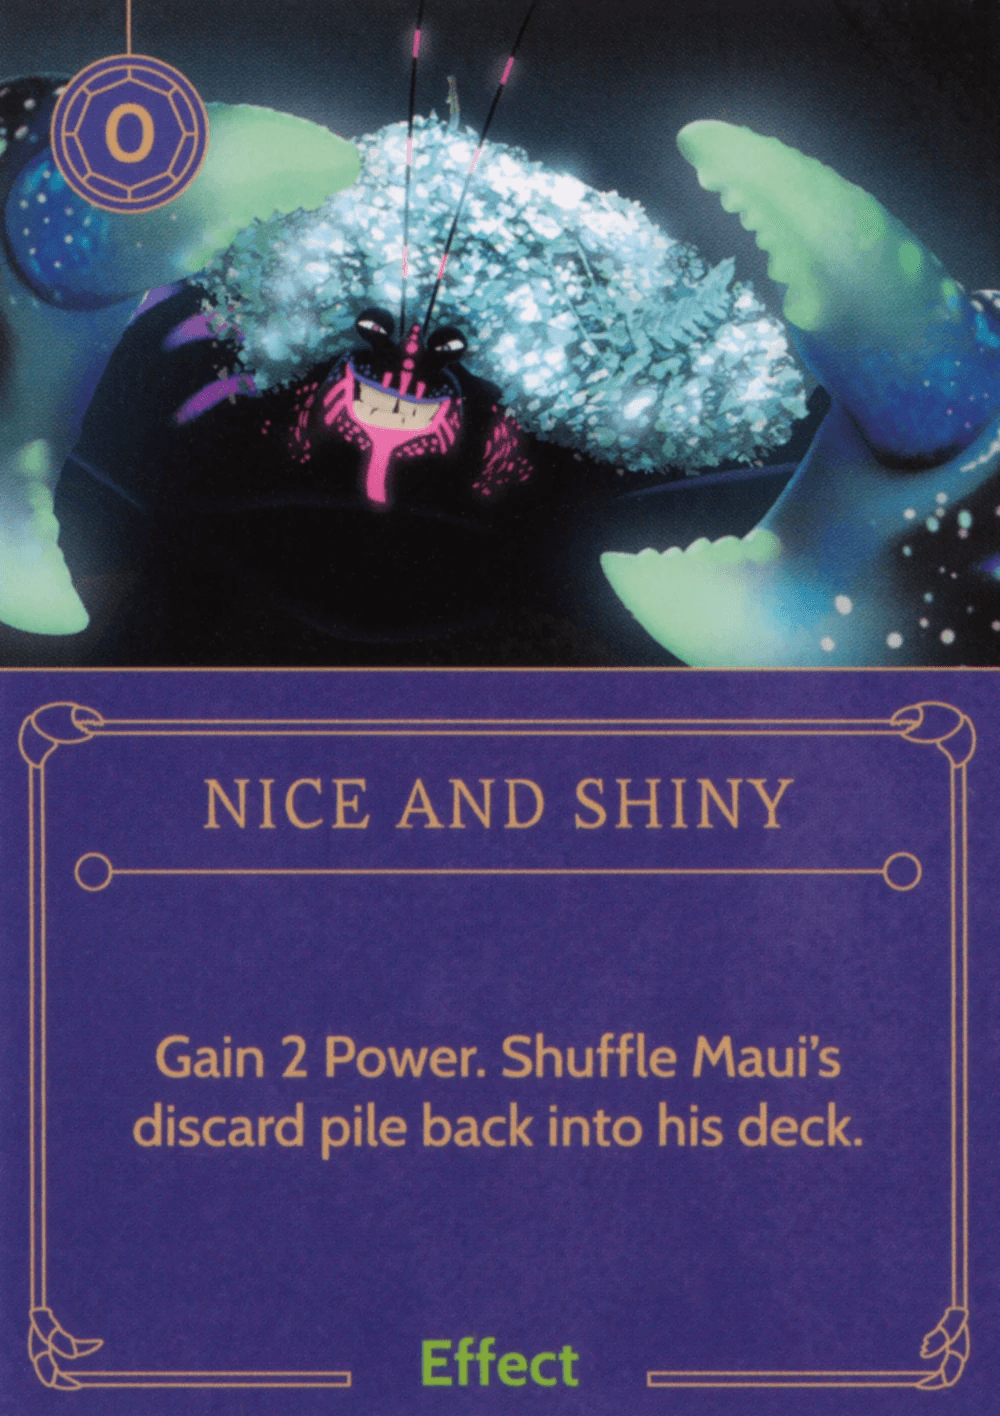 0
NICE AND SHINY
Gain 2 Power. Shuffle Maui’s
discard pile back into his deck.
Effect